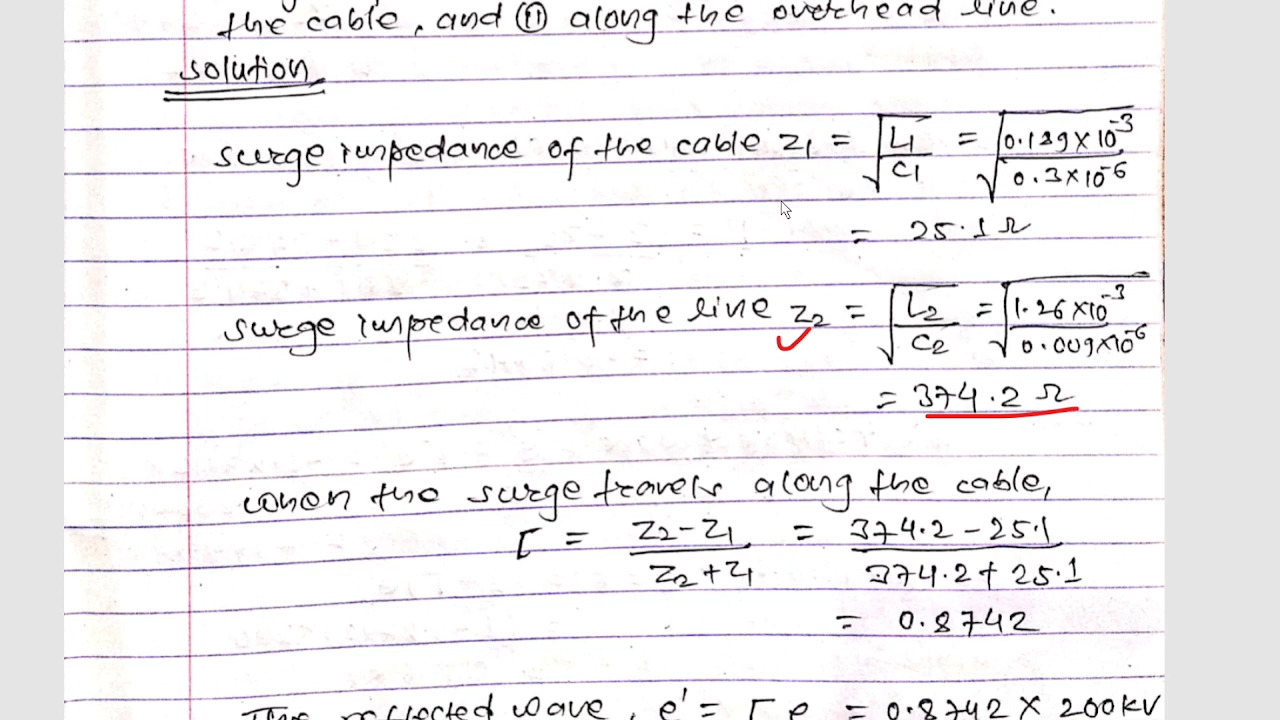 the cable, and (ii) along the overhead line.
solution
surge impedance of the cable Z1 = √(L1/C1) = √(0.189×10^-3/0.3×10^-6)
= 25.1 Ω
surge impedance of the line Z2 = √(L2/C2) = √(1.26×10^-3/0.009×10^-6)
= 374.2 Ω
when the surge travels along the cable,
Γ = (Z2-Z1)/(Z2+Z1) = (374.2-25.1)/(374.2+25.1)
= 0.8742
The reflected wave, e' = Γe = 0.8742 × 200kV